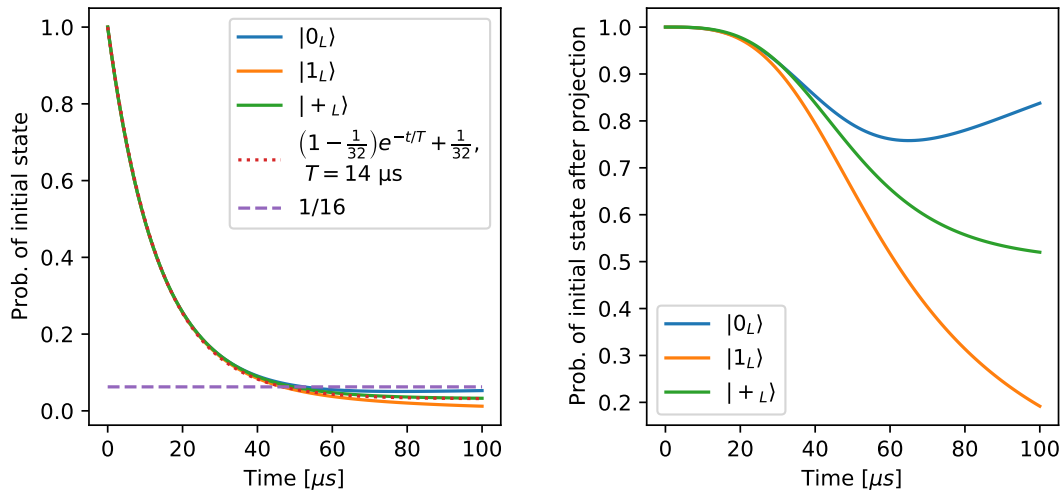 Prob. of initial state
1.0
0.8
0.6
0.4
0.2
0.0
|0_L⟩
|1_L⟩
|+_L⟩
(1 − 1/32)e^{−t/T} + 1/32,
T = 14 µs
1/16
0 20 40 60 80 100
Time [μs]
Prob. of initial state after projection
1.0
0.9
0.8
0.7
0.6
0.5
0.4
0.3
0.2
|0_L⟩
|1_L⟩
|+_L⟩
0 20 40 60 80 100
Time [μs]